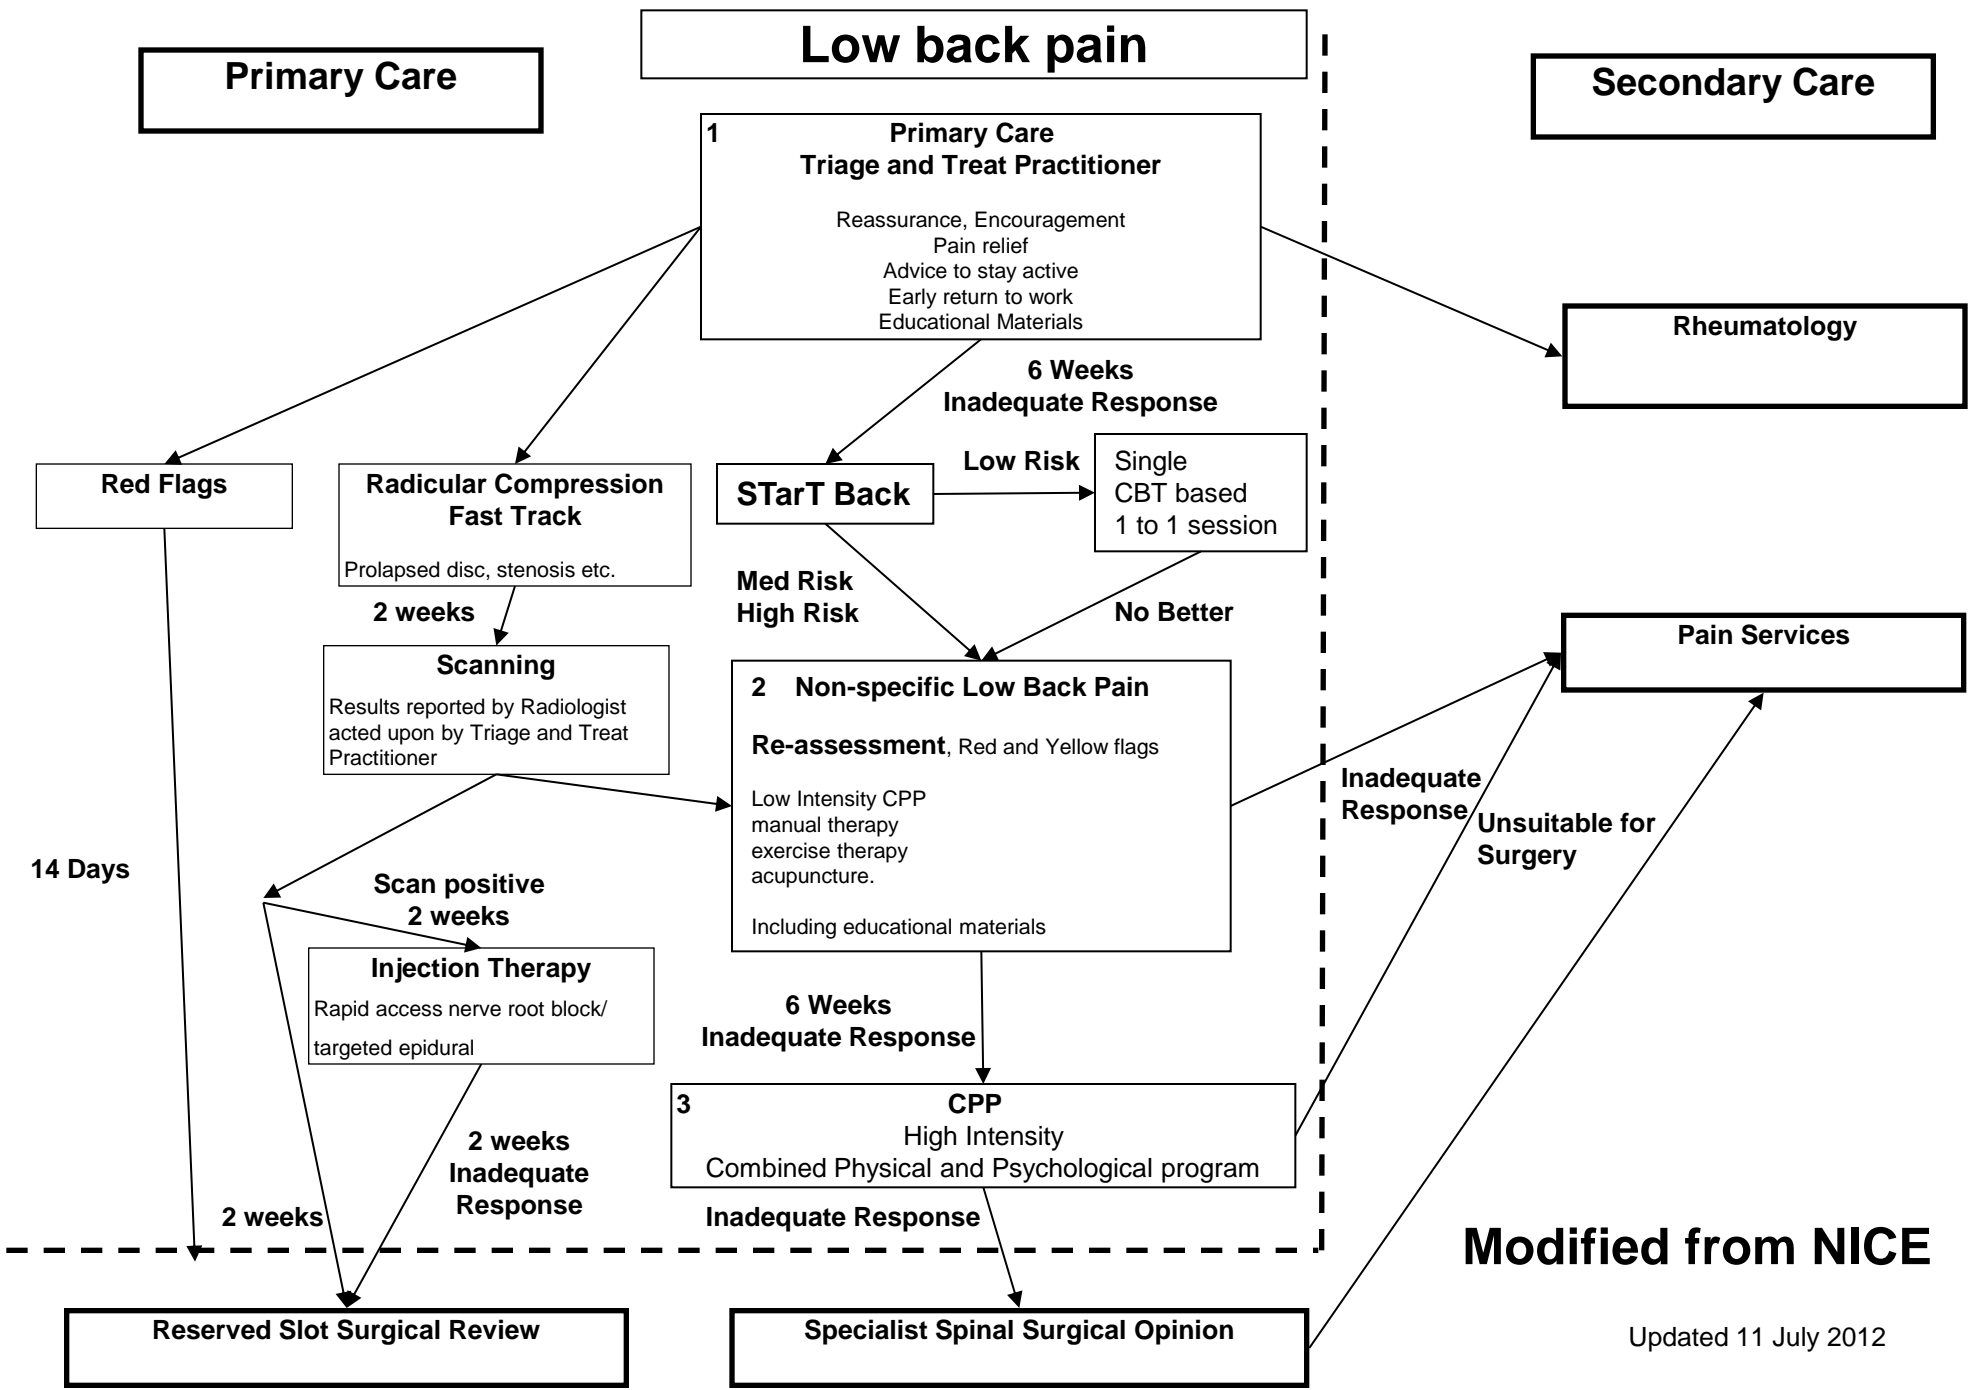 Low back pain
Primary Care
Secondary Care
1 Primary Care
Triage and Treat Practitioner
Reassurance, Encouragement
Pain relief
Advice to stay active
Early return to work
Educational Materials
Rheumatology
6 Weeks
Inadequate Response
Red Flags
Radicular Compression
Fast Track
Prolapsed disc, stenosis etc.
STarT Back
Low Risk
Single
CBT based
1 to 1 session
2 weeks
Med Risk
High Risk
No Better
Pain Services
Scanning
Results reported by Radiologist
acted upon by Triage and Treat
Practitioner
2 Non-specific Low Back Pain
Re-assessment, Red and Yellow flags
Low Intensity CPP
manual therapy
exercise therapy
acupuncture.
Including educational materials
Inadequate
Response
Unsuitable for
Surgery
14 Days
Scan positive
2 weeks
Injection Therapy
Rapid access nerve root block/
targeted epidural
6 Weeks
Inadequate Response
3 CPP
High Intensity
Combined Physical and Psychological program
2 weeks
Inadequate
Response
2 weeks
Inadequate Response
Modified from NICE
Reserved Slot Surgical Review
Specialist Spinal Surgical Opinion
Updated 11 July 2012